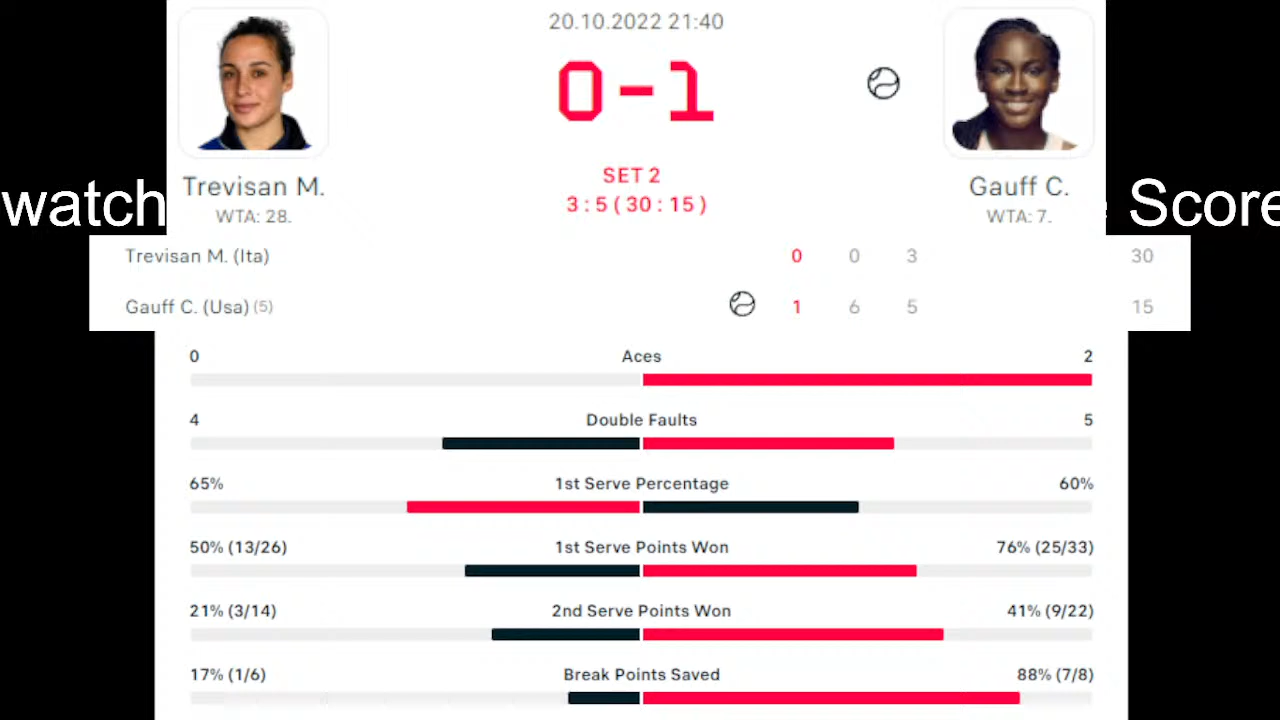 20.10.2022 21:40
0-1
Trevisan M.
WTA: 28.
SET 2
3 : 5 ( 30 : 15 )
Gauff C.
WTA: 7.
watch
Score
Trevisan M. (Ita) 0 0 3 30
Gauff C. (Usa) (5) 1 6 5 15
0 Aces 2
4 Double Faults 5
65% 1st Serve Percentage 60%
50% (13/26) 1st Serve Points Won 76% (25/33)
21% (3/14) 2nd Serve Points Won 41% (9/22)
17% (1/6) Break Points Saved 88% (7/8)